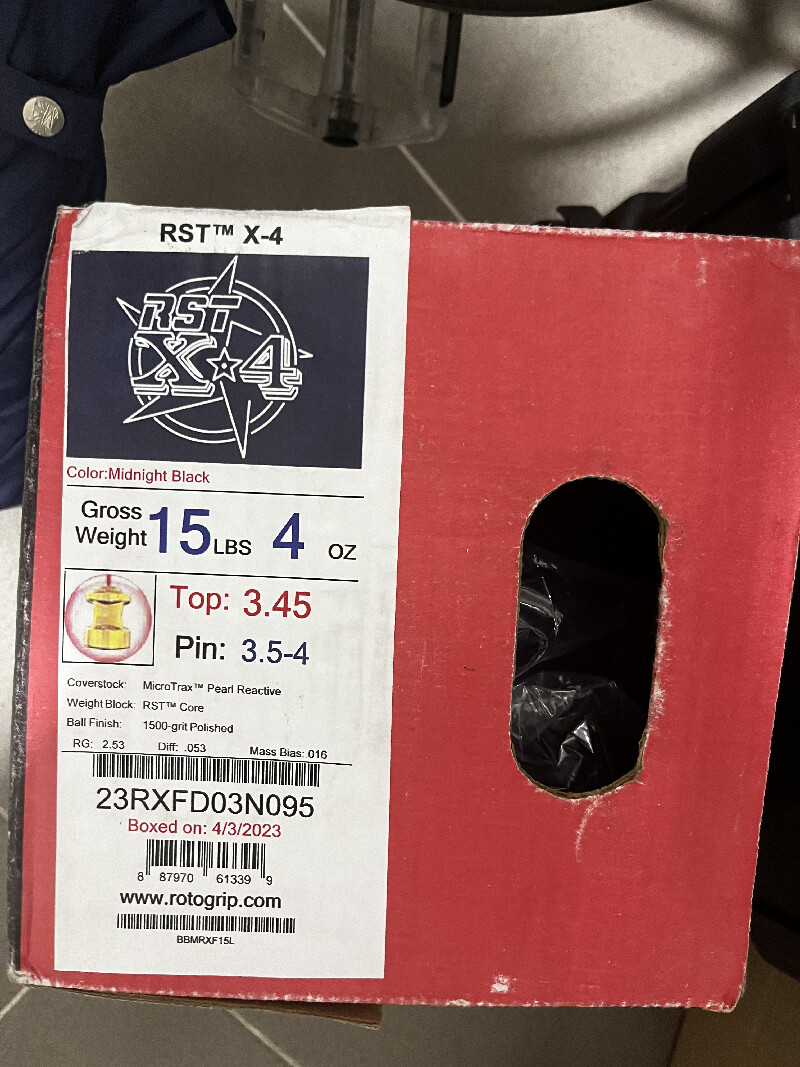 RST™ X-4
RST
X★4
Color:Midnight Black
Gross Weight 15 LBS 4 OZ
Top: 3.45
Pin: 3.5-4
Coverstock: MicroTrax™ Pearl Reactive
Weight Block: RST™ Core
Ball Finish: 1500-grit Polished
RG: 2.53 Diff: .053 Mass Bias: .016
23RXFD03N095
Boxed on: 4/3/2023
8 87970 61339 9
www.rotogrip.com
BBMRXF15L